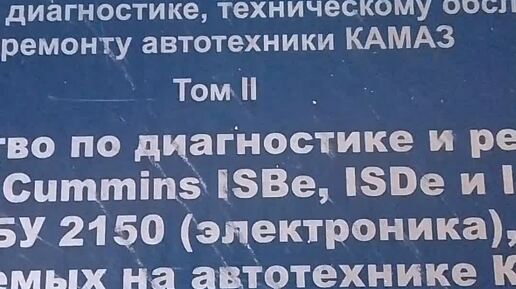 диагностике, техническому обсл
ремонту автотехники КАМАЗ
Том II
тво по диагностике и ре
Cummins ISBe, ISDe и I
БУ 2150 (электроника),
емых на автотехнике К